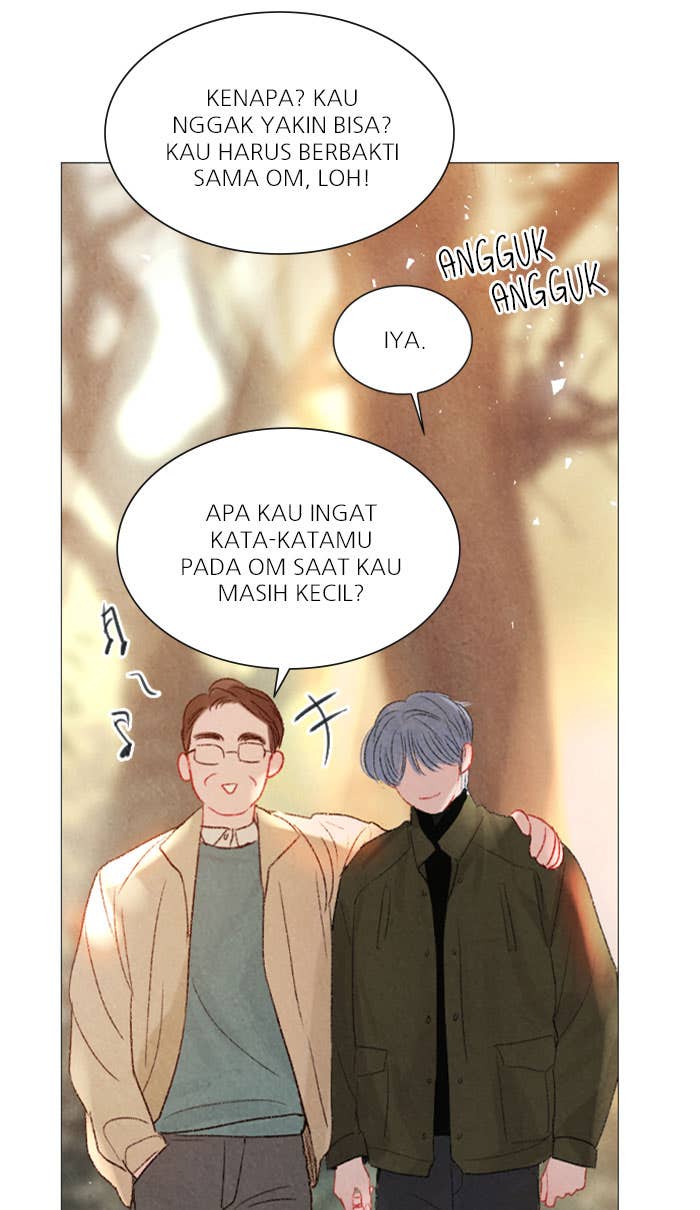 KENAPA? KAU
NGGAK YAKIN BISA?
KAU HARUS BERBAKTI
SAMA OM, LOH!
ANGGUK
ANGGUK
IYA.
APA KAU INGAT
KATA-KATAMU
PADA OM SAAT KAU
MASIH KECIL?